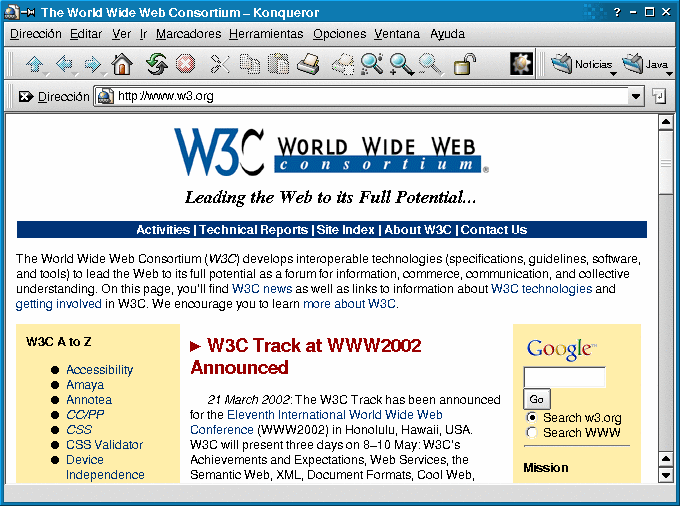 The World Wide Web Consortium – Konqueror
Dirección Editar Ver Ir Marcadores Herramientas Opciones Ventana Ayuda
Noticias Java
Dirección http://www.w3.org
W3C WORLD WIDE WEB
consortium
Leading the Web to its Full Potential...
Activities | Technical Reports | Site Index | About W3C | Contact Us
The World Wide Web Consortium (W3C) develops interoperable technologies (specifications, guidelines, software,
and tools) to lead the Web to its full potential as a forum for information, commerce, communication, and collective
understanding. On this page, you'll find W3C news as well as links to information about W3C technologies and
getting involved in W3C. We encourage you to learn more about W3C.
W3C A to Z
Accessibility
Amaya
Annotea
CC/PP
CSS
CSS Validator
Device
Independence
W3C Track at WWW2002
Announced
21 March 2002: The W3C Track has been announced
for the Eleventh International World Wide Web
Conference (WWW2002) in Honolulu, Hawaii, USA.
W3C will present three days on 8–10 May: W3C's
Achievements and Expectations, Web Services, the
Semantic Web, XML, Document Formats, Cool Web,
Google™
Go
Search w3.org
Search WWW
Mission